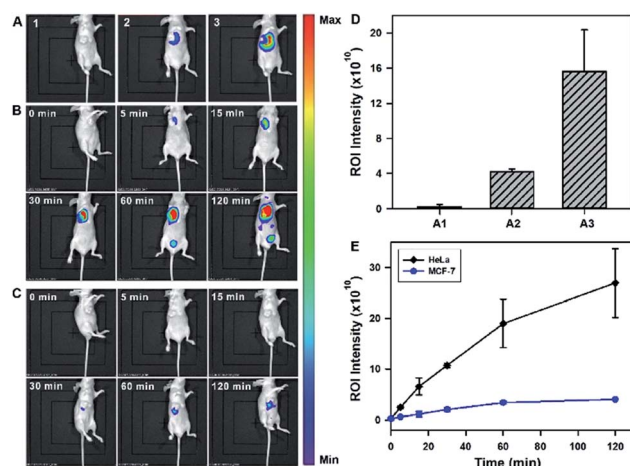 A
1
2
3
B
0 min
5 min
15 min
30 min
60 min
120 min
C
0 min
5 min
15 min
30 min
60 min
120 min
Max
Min
D
ROI Intensity (x10¹⁰)
20
16
12
8
4
0
A1
A2
A3
E
HeLa
MCF-7
ROI Intensity (x10¹⁰)
30
20
10
0
0
20
40
60
80
100
120
Time (min)